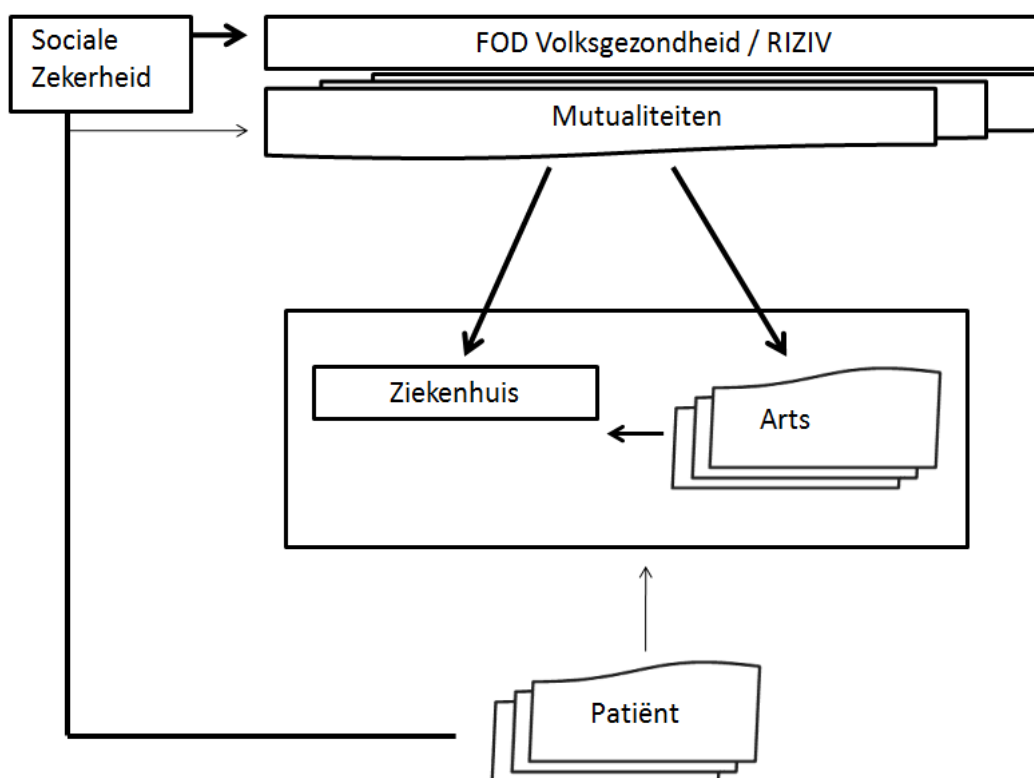 Sociale
Zekerheid
FOD Volksgezondheid / RIZIV
Mutualiteiten
Ziekenhuis
Arts
Patiënt